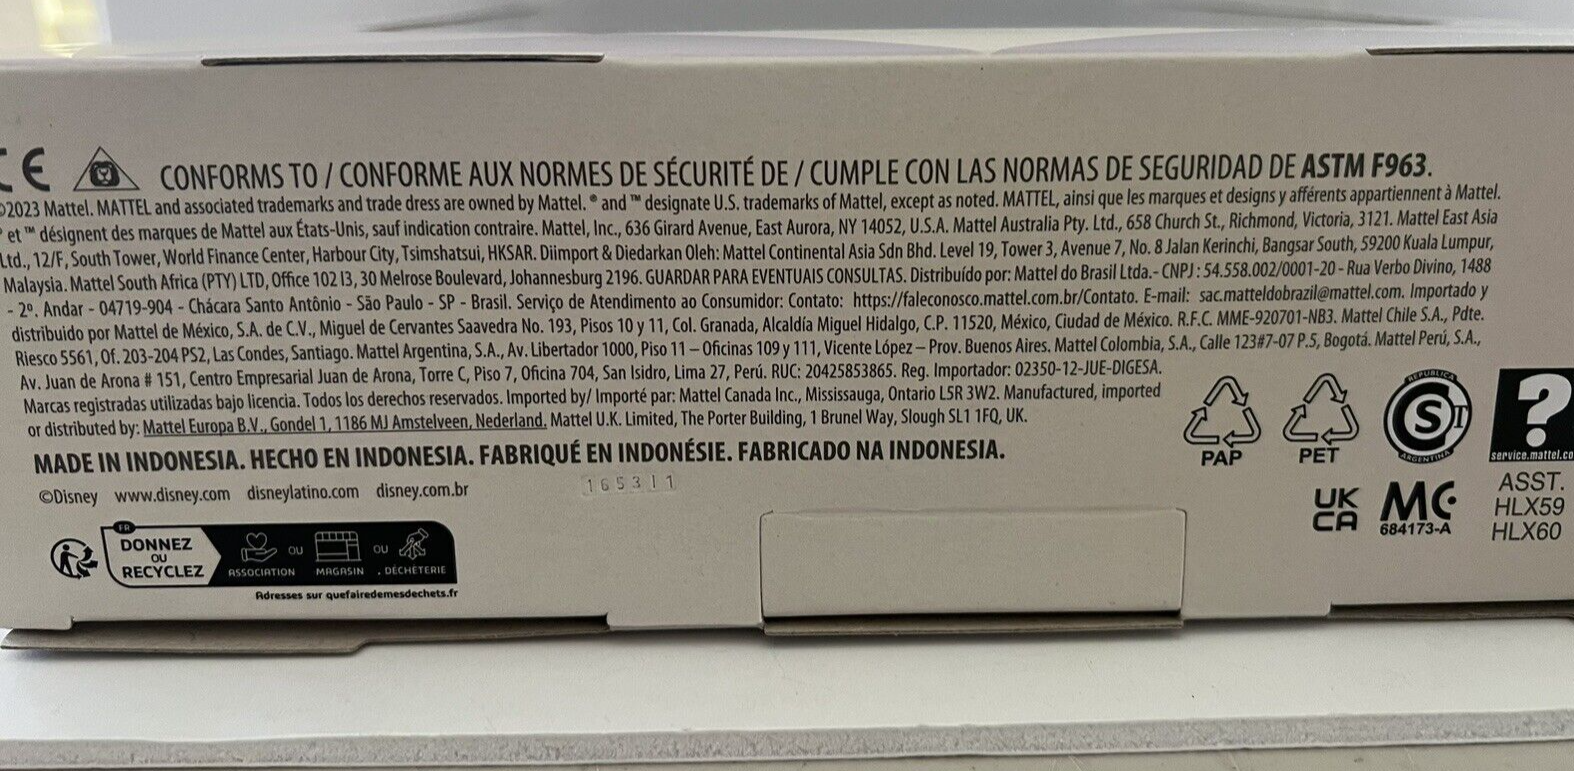 CE
CONFORMS TO / CONFORME AUX NORMES DE SÉCURITÉ DE / CUMPLE CON LAS NORMAS DE SEGURIDAD DE ASTM F963.
©2023 Mattel. MATTEL and associated trademarks and trade dress are owned by Mattel. ® and ™ designate U.S. trademarks of Mattel, except as noted. MATTEL, ainsi que les marques et designs y afférents appartiennent à Mattel.
® et ™ désignent des marques de Mattel aux États-Unis, sauf indication contraire. Mattel, Inc., 636 Girard Avenue, East Aurora, NY 14052, U.S.A. Mattel Australia Pty. Ltd., 658 Church St., Richmond, Victoria, 3121. Mattel East Asia
Ltd., 12/F, South Tower, World Finance Center, Harbour City, Tsimshatsui, HKSAR. Diimport & Diedarkan Oleh: Mattel Continental Asia Sdn Bhd. Level 19, Tower 3, Avenue 7, No. 8 Jalan Kerinchi, Bangsar South, 59200 Kuala Lumpur,
Malaysia. Mattel South Africa (PTY) LTD, Office 102 I3, 30 Melrose Boulevard, Johannesburg 2196. GUARDAR PARA EVENTUAIS CONSULTAS. Distribuído por: Mattel do Brasil Ltda.- CNPJ : 54.558.002/0001-20 - Rua Verbo Divino, 1488
- 2º. Andar - 04719-904 - Chácara Santo Antônio - São Paulo - SP - Brasil. Serviço de Atendimento ao Consumidor: Contato: https://faleconosco.mattel.com.br/Contato. E-mail: sac.matteldobrazil@mattel.com. Importado y
distribuido por Mattel de México, S.A. de C.V., Miguel de Cervantes Saavedra No. 193, Pisos 10 y 11, Col. Granada, Alcaldía Miguel Hidalgo, C.P. 11520, México, Ciudad de México. R.F.C. MME-920701-NB3. Mattel Chile S.A., Pdte.
Riesco 5561, Of. 203-204 PS2, Las Condes, Santiago. Mattel Argentina, S.A., Av. Libertador 1000, Piso 11 – Oficinas 109 y 111, Vicente López – Prov. Buenos Aires. Mattel Colombia, S.A., Calle 123#7-07 P.5, Bogotá. Mattel Perú, S.A.,
Av. Juan de Arona # 151, Centro Empresarial Juan de Arona, Torre C, Piso 7, Oficina 704, San Isidro, Lima 27, Perú. RUC: 20425853865. Reg. Importador: 02350-12-JUE-DIGESA.
Marcas registradas utilizadas bajo licencia. Todos los derechos reservados. Imported by/ Importé par: Mattel Canada Inc., Mississauga, Ontario L5R 3W2. Manufactured, imported
or distributed by: Mattel Europa B.V., Gondel 1, 1186 MJ Amstelveen, Nederland. Mattel U.K. Limited, The Porter Building, 1 Brunel Way, Slough SL1 1FQ, UK.
MADE IN INDONESIA. HECHO EN INDONESIA. FABRIQUÉ EN INDONÉSIE. FABRICADO NA INDONESIA.
©Disney www.disney.com disneylatino.com disney.com.br
1653I1
FR
DONNEZ
OU
RECYCLEZ
ASSOCIATION
OU
MAGASIN
OU
DÉCHÈTERIE
Adresses sur quefairedemesdechets.fr
PAP
PET
REPUBLICA
S
ARGENTINA
?
service.mattel.co
UK
CA
MC
684173-A
ASST.
HLX59
HLX60